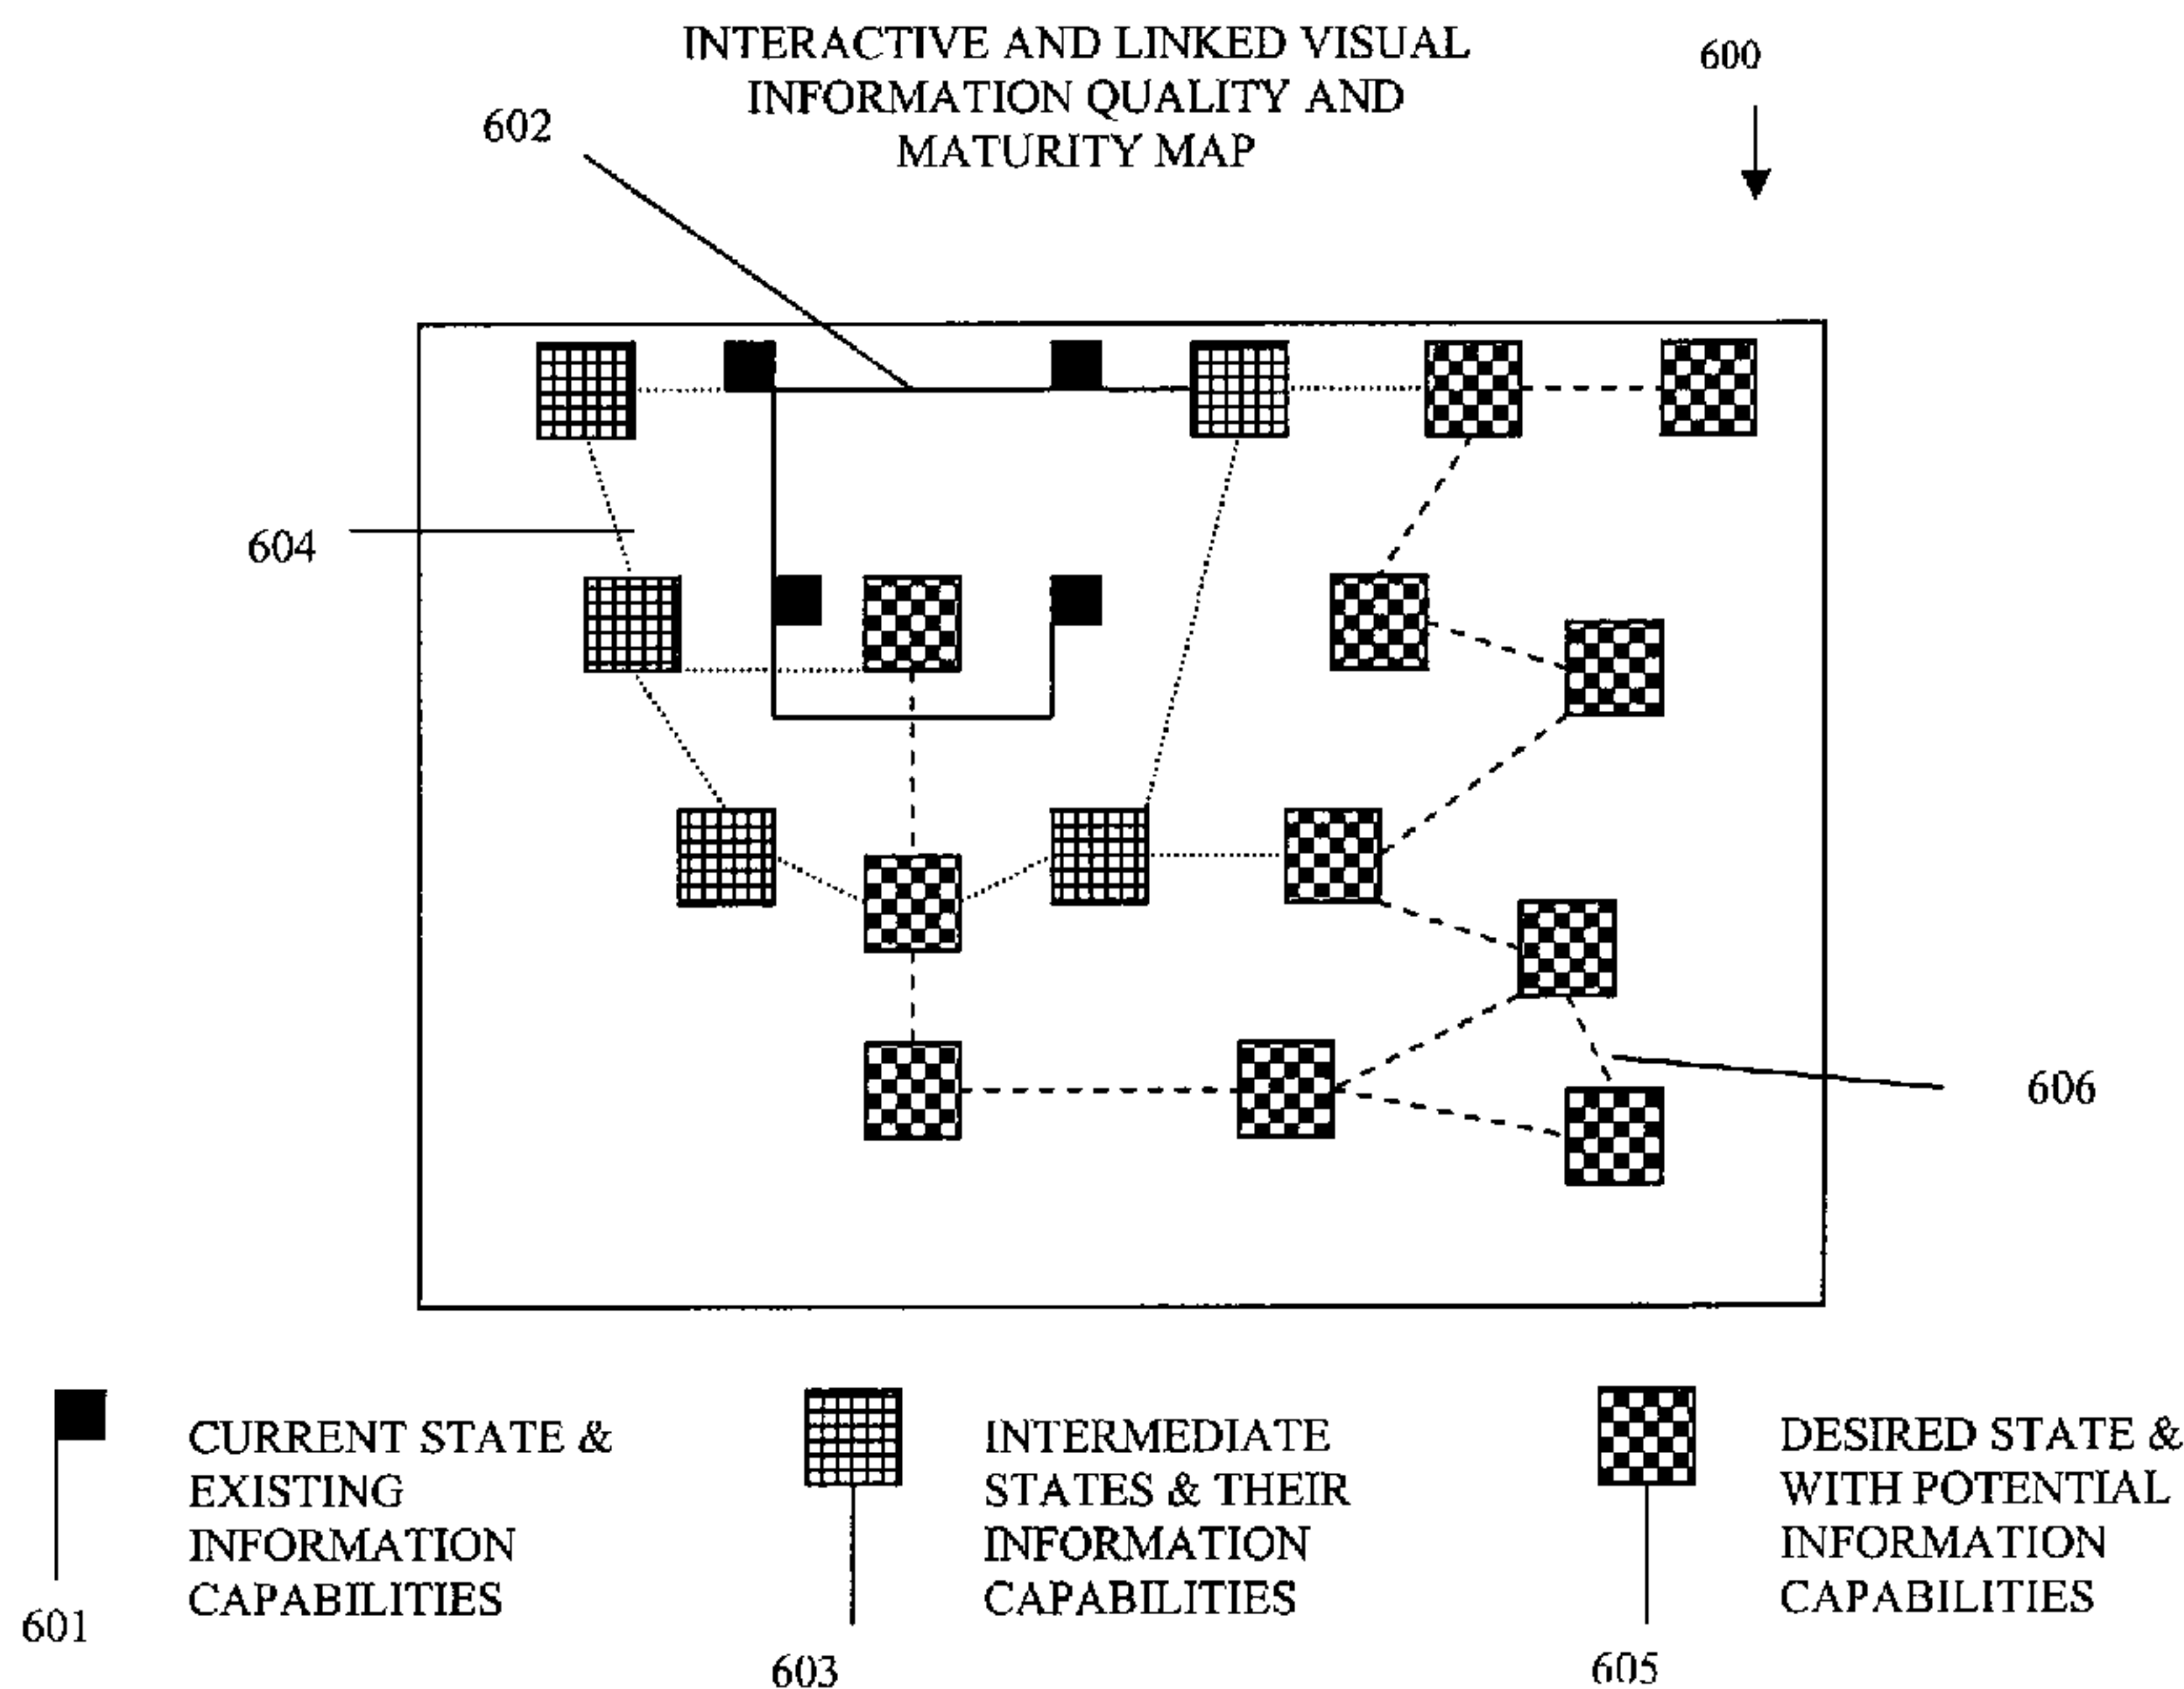 INTERACTIVE AND LINKED VISUAL
INFORMATION QUALITY AND
MATURITY MAP
600
602
604
606
CURRENT STATE &
EXISTING
INFORMATION
CAPABILITIES
601
INTERMEDIATE
STATES & THEIR
INFORMATION
CAPABILITIES
603
DESIRED STATE &
WITH POTENTIAL
INFORMATION
CAPABILITIES
605